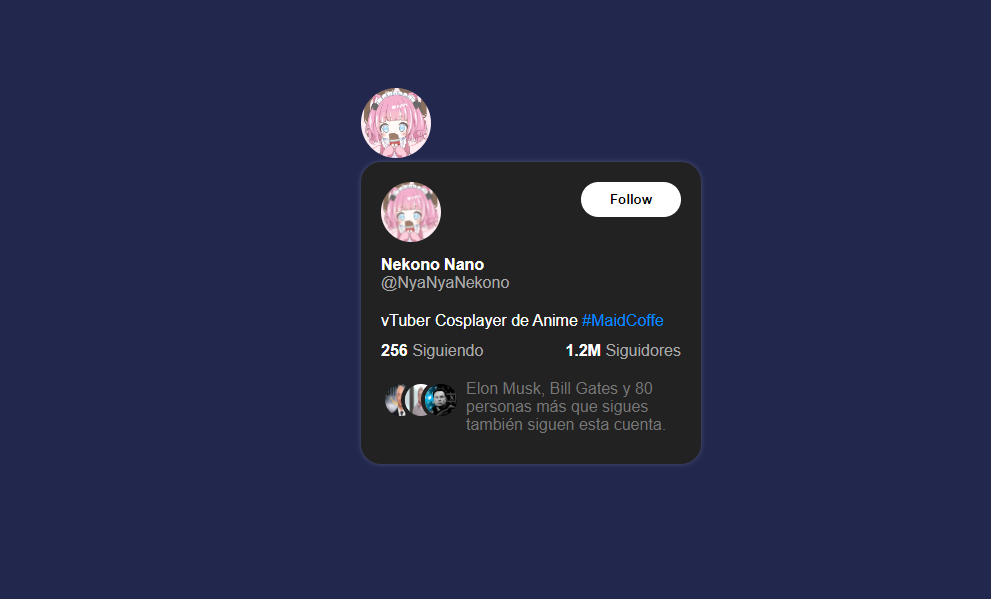 Follow
Nekono Nano
@NyaNyaNekono
vTuber Cosplayer de Anime #MaidCoffe
256 Siguiendo 1.2M Siguidores
Elon Musk, Bill Gates y 80
personas más que sigues
también siguen esta cuenta.